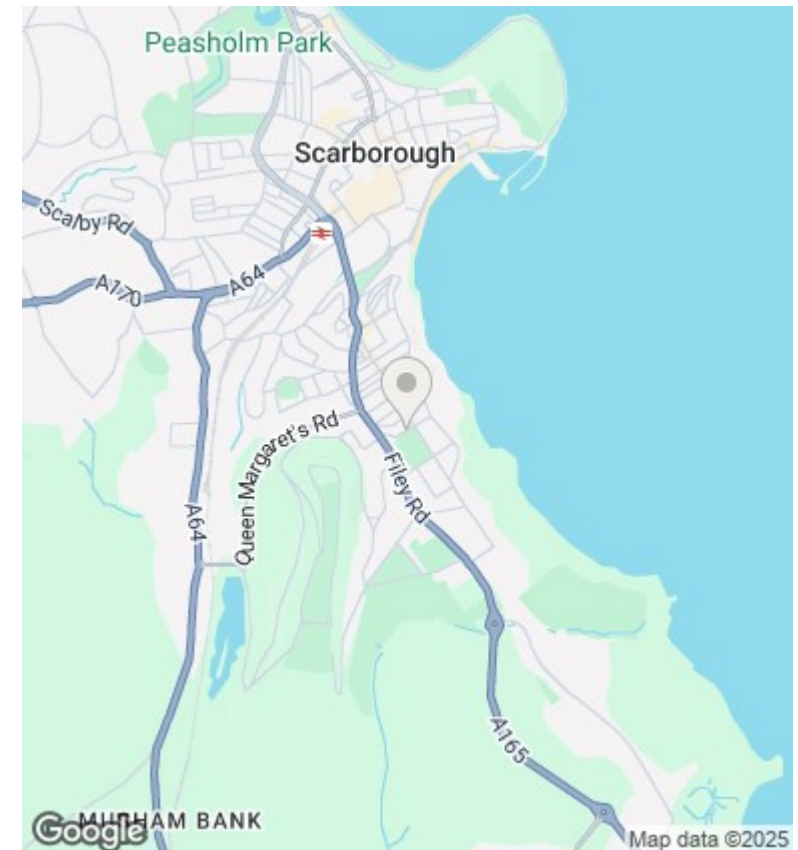 Peasholm Park
Scarborough
Scalby Rd
A64
A170
Queen Margaret's Rd
Filey Rd
A64
A165
Google
HAM BANK
Map data ©2025